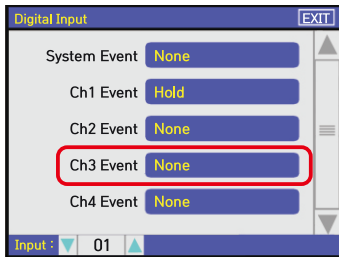 Digital Input EXIT
System Event None
Ch1 Event Hold
Ch2 Event None
Ch3 Event None
Ch4 Event None
Input : 01